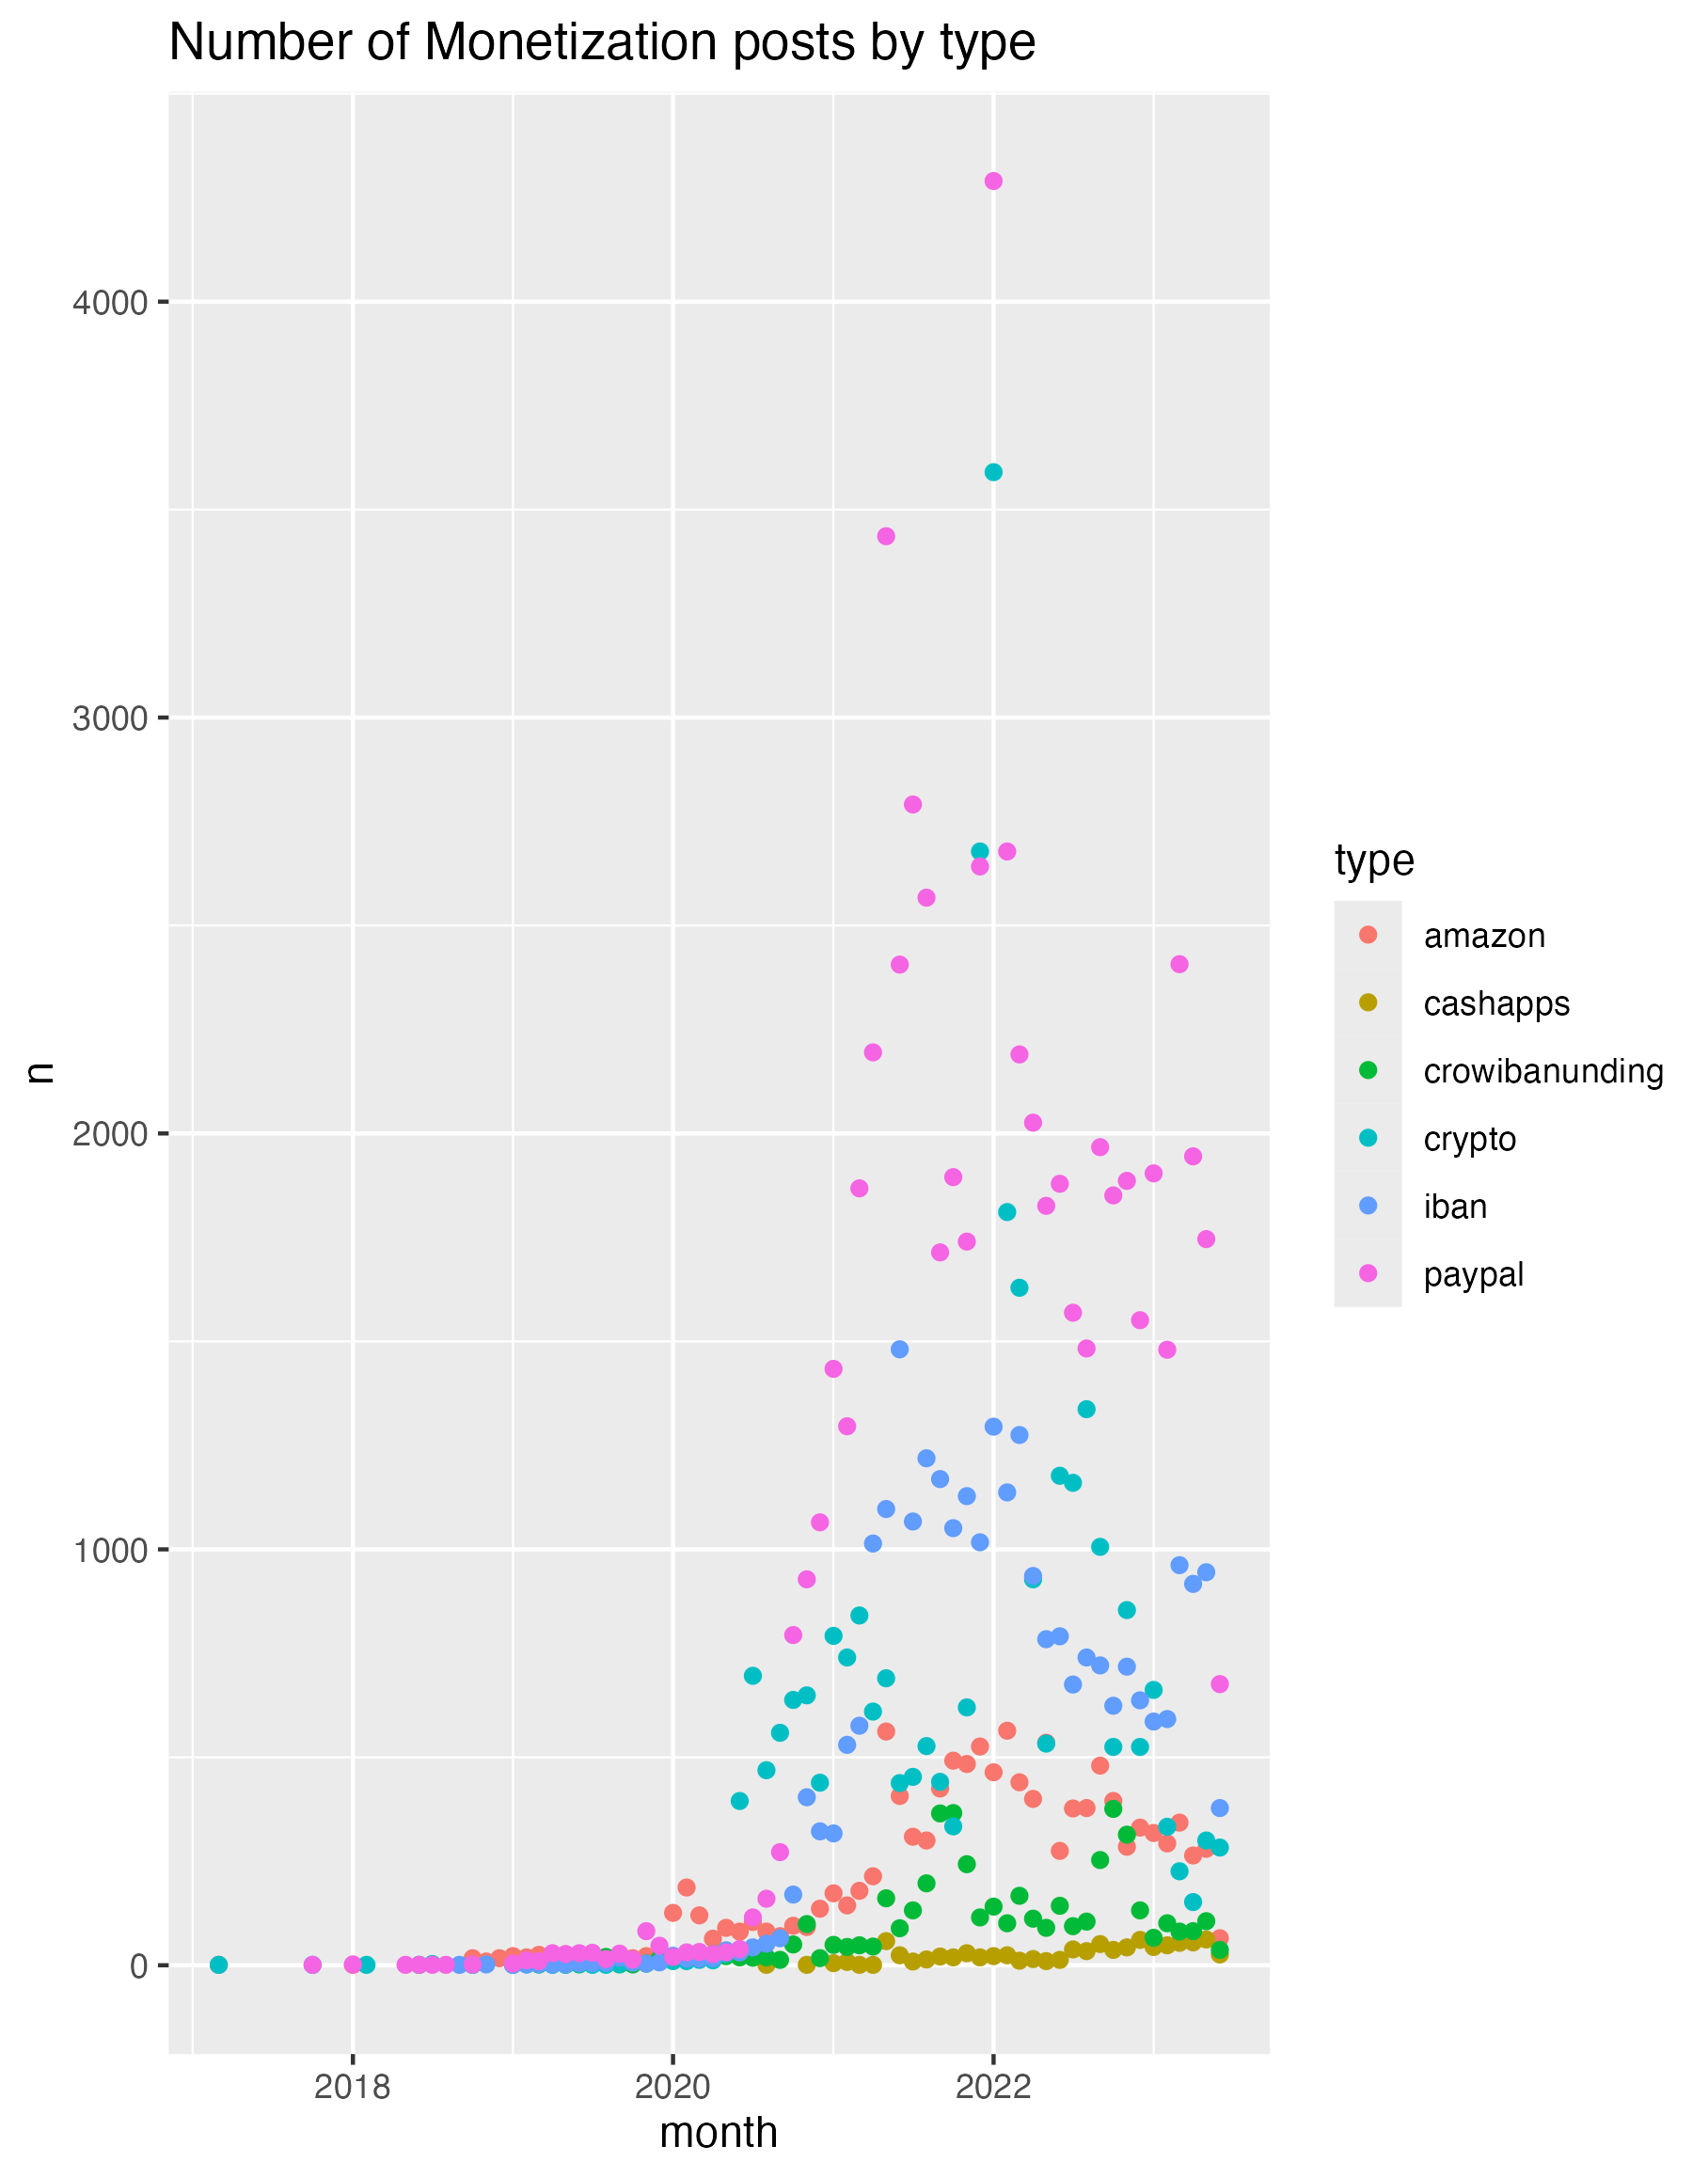 Number of Monetization posts by type
4000
3000
2000
1000
0
n
2018
2020
2022
month
type
amazon
cashapps
crowibanunding
crypto
iban
paypal